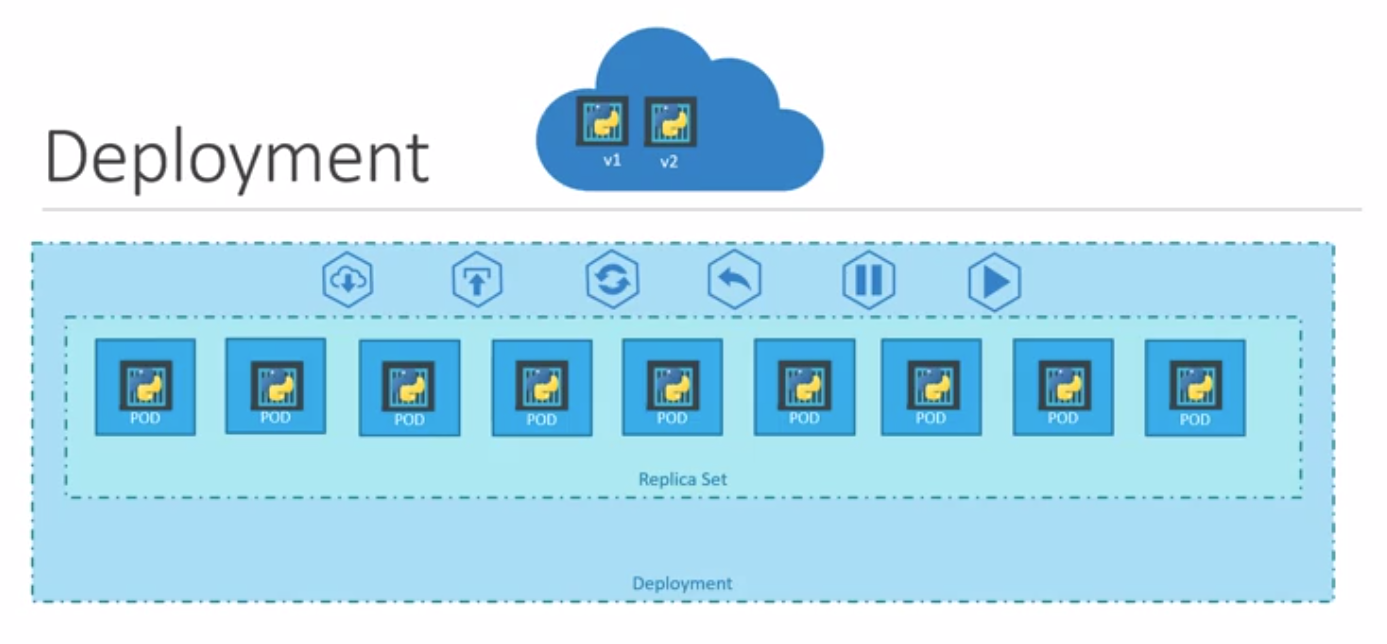 v1 v2
Deployment
POD POD POD POD POD POD POD POD POD
Replica Set
Deployment